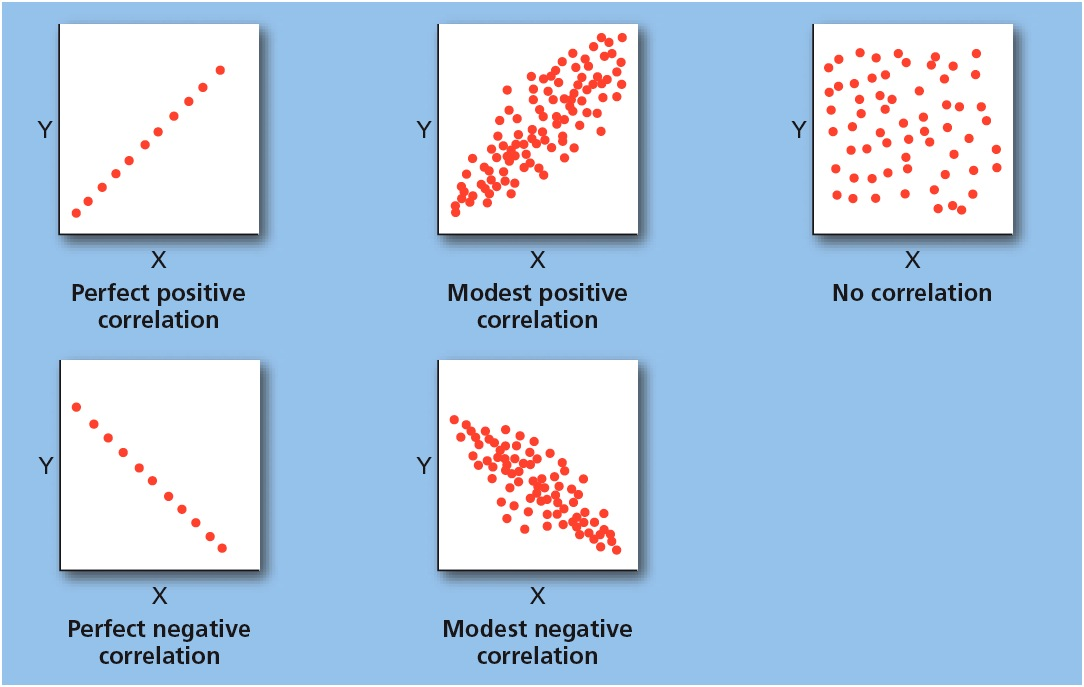 Y
X
Perfect positive
correlation
Y
X
Modest positive
correlation
Y
X
No correlation
Y
X
Perfect negative
correlation
Y
X
Modest negative
correlation